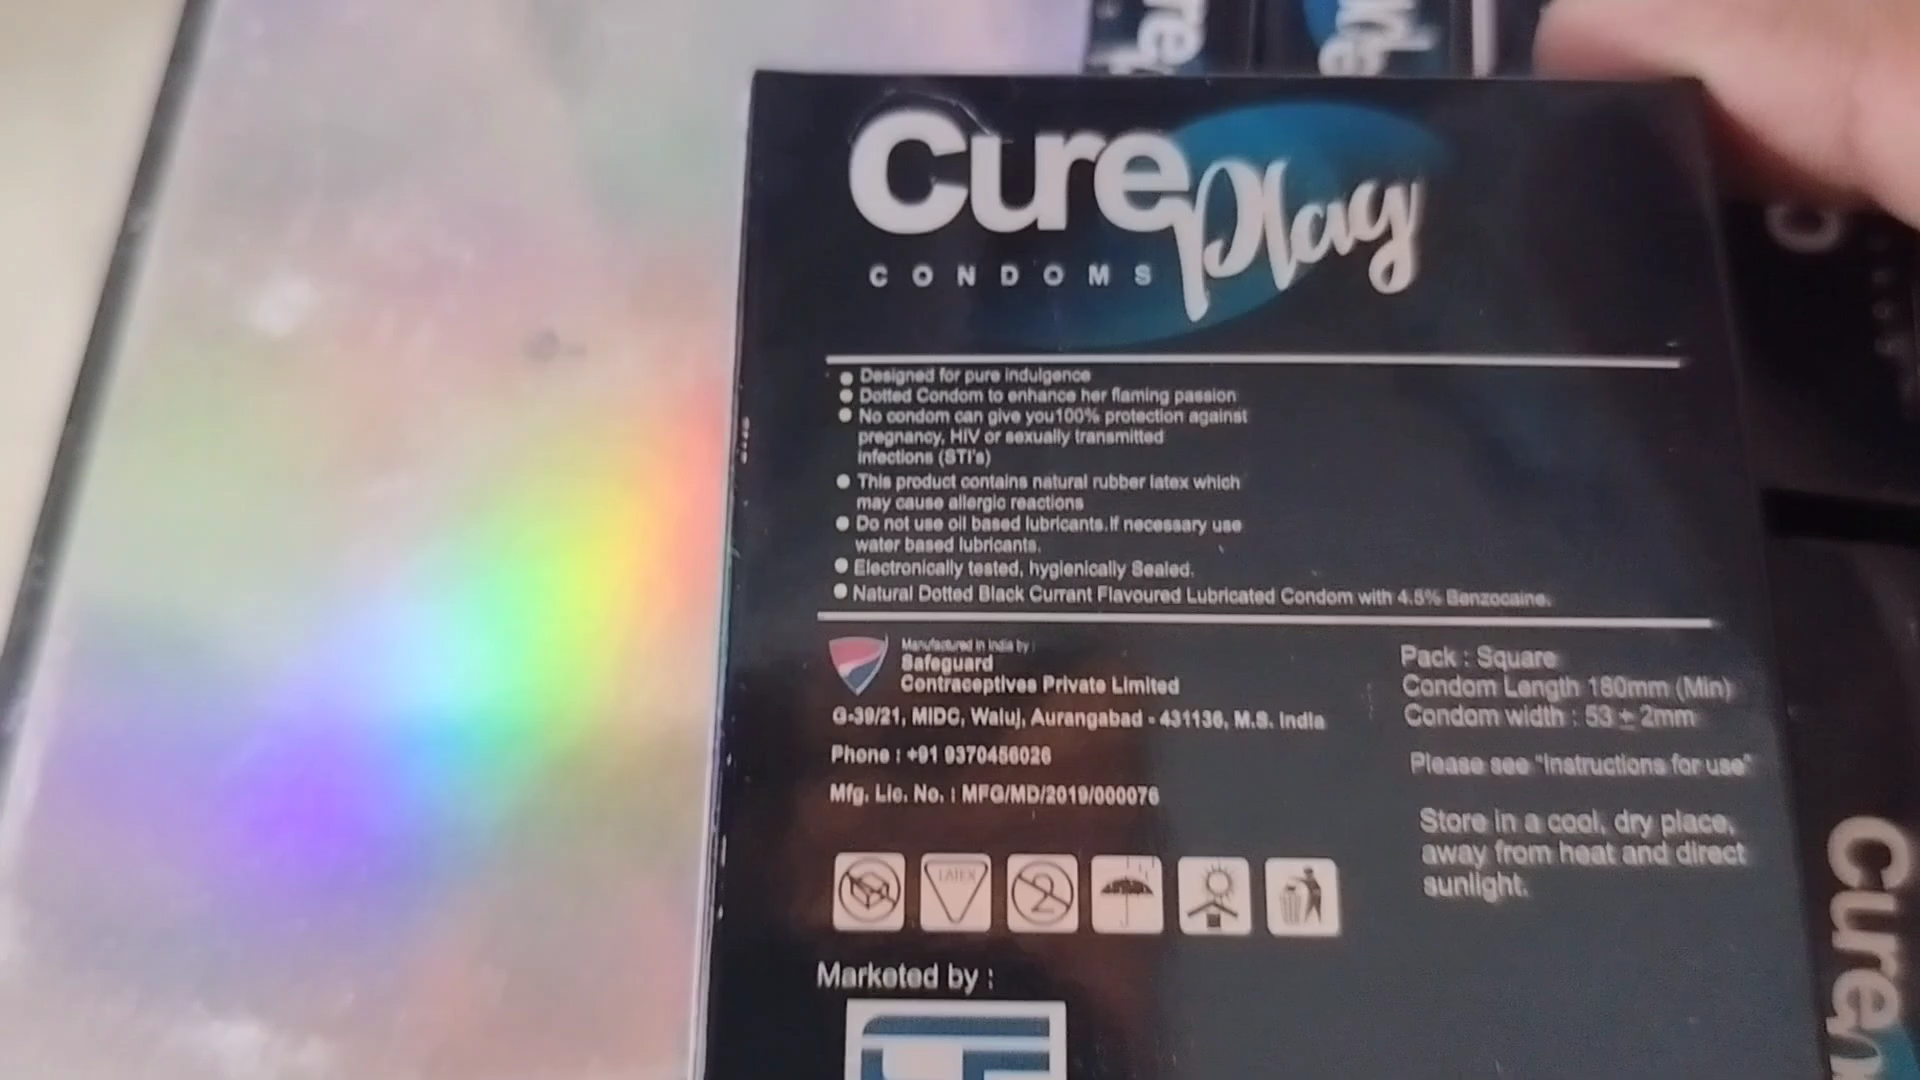 Cure Play
CONDOMS
Designed for pure indulgence
Dotted Condom to enhance her flaming passion
No condom can give you100% protection against
pregnancy, HIV or sexually transmitted
infections (STI's)
This product contains natural rubber latex which
may cause allergic reactions
Do not use oil based lubricants.If necessary use
water based lubricants.
Electronically tested, hygienically Sealed.
Natural Dotted Black Currant Flavoured Lubricated Condom with 4.5% Benzocaine.
Manufactured in India by :
Safeguard
Contraceptives Private Limited
G-39/21, MIDC, Waluj, Aurangabad - 431136, M.S. India
Phone : +91 9370456026
Mfg. Lic. No. : MFG/MD/2019/000076
Pack : Square
Condom Length 180mm (Min)
Condom width : 53 ± 2mm
Please see "Instructions for use"
Store in a cool, dry place,
away from heat and direct
sunlight.
LATEX
2
Marketed by :
Cure